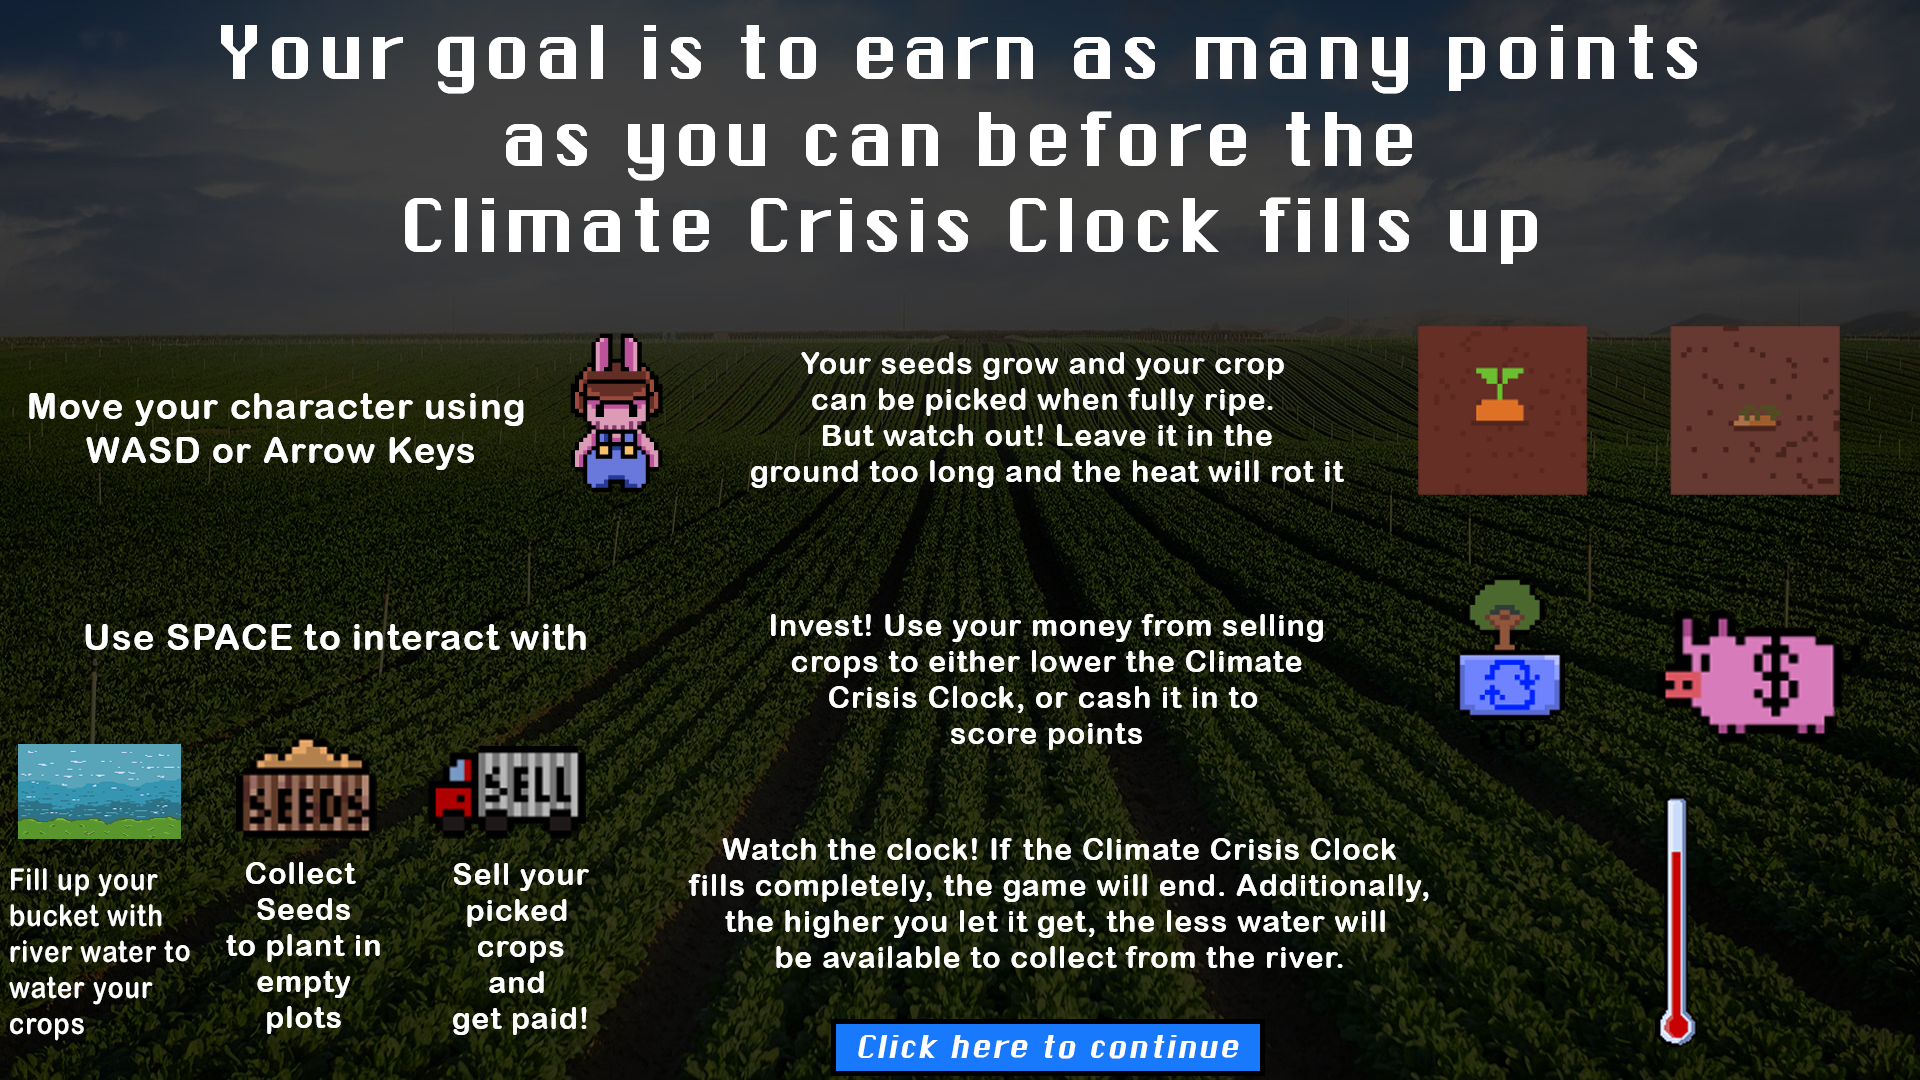 Your goal is to earn as many points
as you can before the
Climate Crisis Clock fills up
Move your character using
WASD or Arrow Keys
Your seeds grow and your crop
can be picked when fully ripe.
But watch out! Leave it in the
ground too long and the heat will rot it
Use SPACE to interact with
Invest! Use your money from selling
crops to either lower the Climate
Crisis Clock, or cash it in to
score points
$
SEEDS
SELL
Fill up your
bucket with
river water to
water your
crops
Collect
Seeds
to plant in
empty
plots
Sell your
picked
crops
and
get paid!
Watch the clock! If the Climate Crisis Clock
fills completely, the game will end. Additionally,
the higher you let it get, the less water will
be available to collect from the river.
Click here to continue